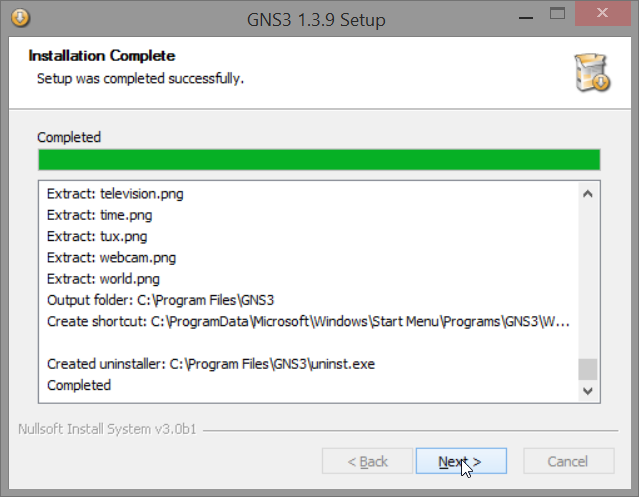 GNS3 1.3.9 Setup
Installation Complete
Setup was completed successfully.
Completed
Extract: television.png
Extract: time.png
Extract: tux.png
Extract: webcam.png
Extract: world.png
Output folder: C:\Program Files\GNS3
Create shortcut: C:\ProgramData\Microsoft\Windows\Start Menu\Programs\GNS3\W...
Created uninstaller: C:\Program Files\GNS3\uninst.exe
Completed
Nullsoft Install System v3.0b1
< Back Next > Cancel